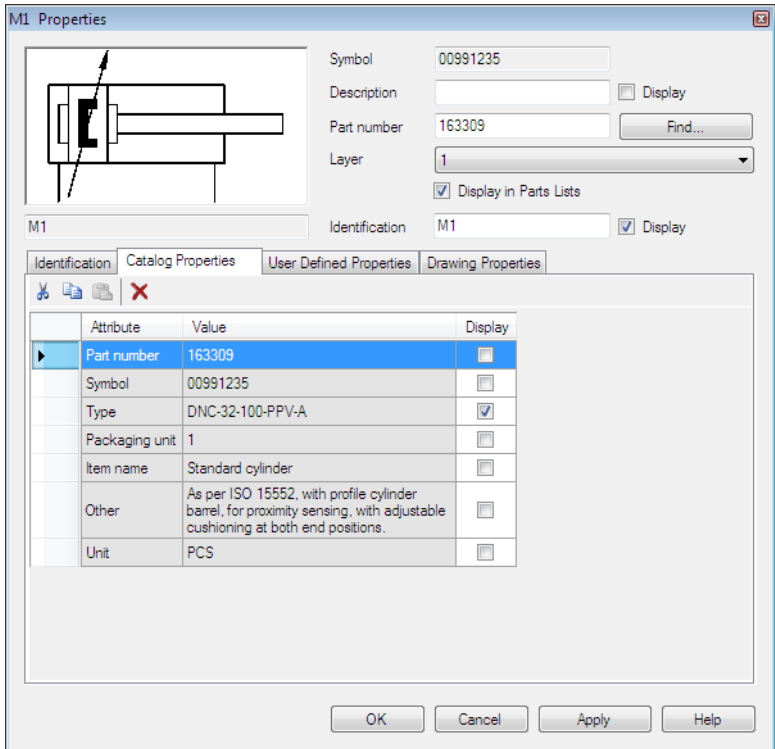 M1 Properties
Symbol 00991235
Description Display
Part number 163309 Find...
Layer 1
Display in Parts Lists
M1 Identification M1 Display
Identification Catalog Properties User Defined Properties Drawing Properties
Attribute Value Display
Part number 163309
Symbol 00991235
Type DNC-32-100-PPV-A
Packaging unit 1
Item name Standard cylinder
Other As per ISO 15552, with profile cylinder
barrel, for proximity sensing, with adjustable
cushioning at both end positions.
Unit PCS
OK Cancel Apply Help